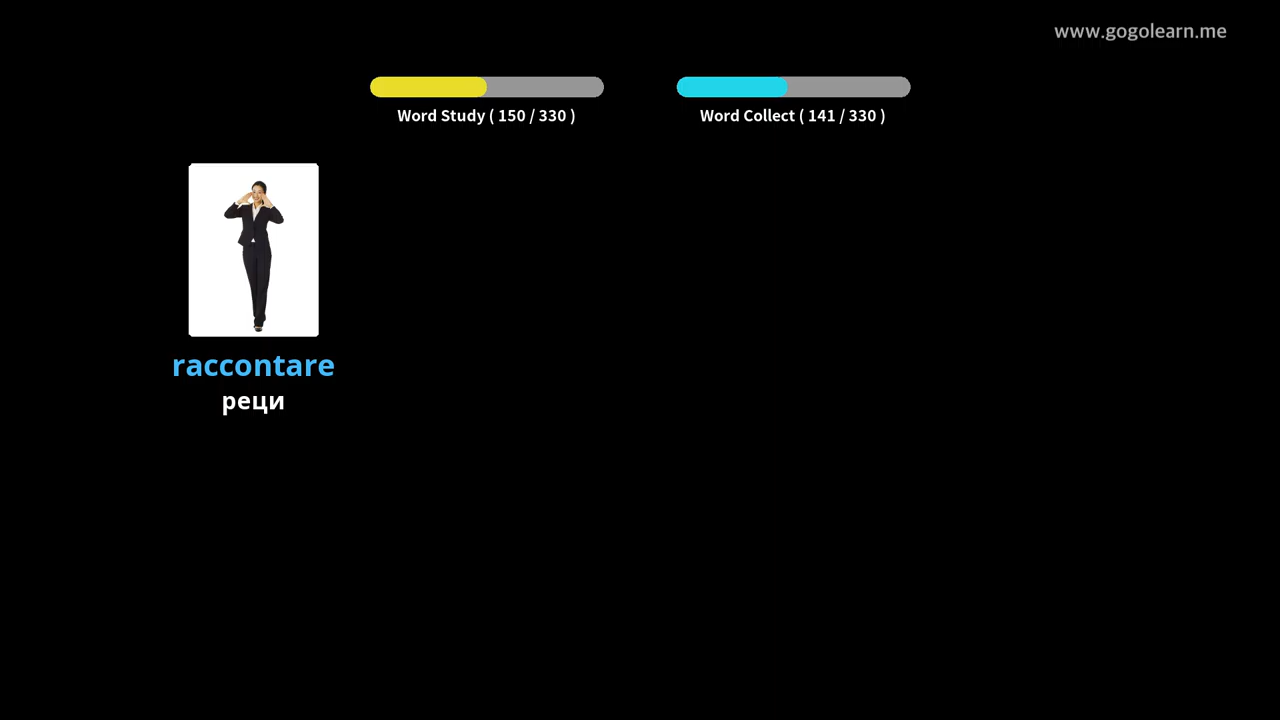 www.gogolearn.me
Word Study ( 150 / 330 )
Word Collect ( 141 / 330 )
raccontare
реци